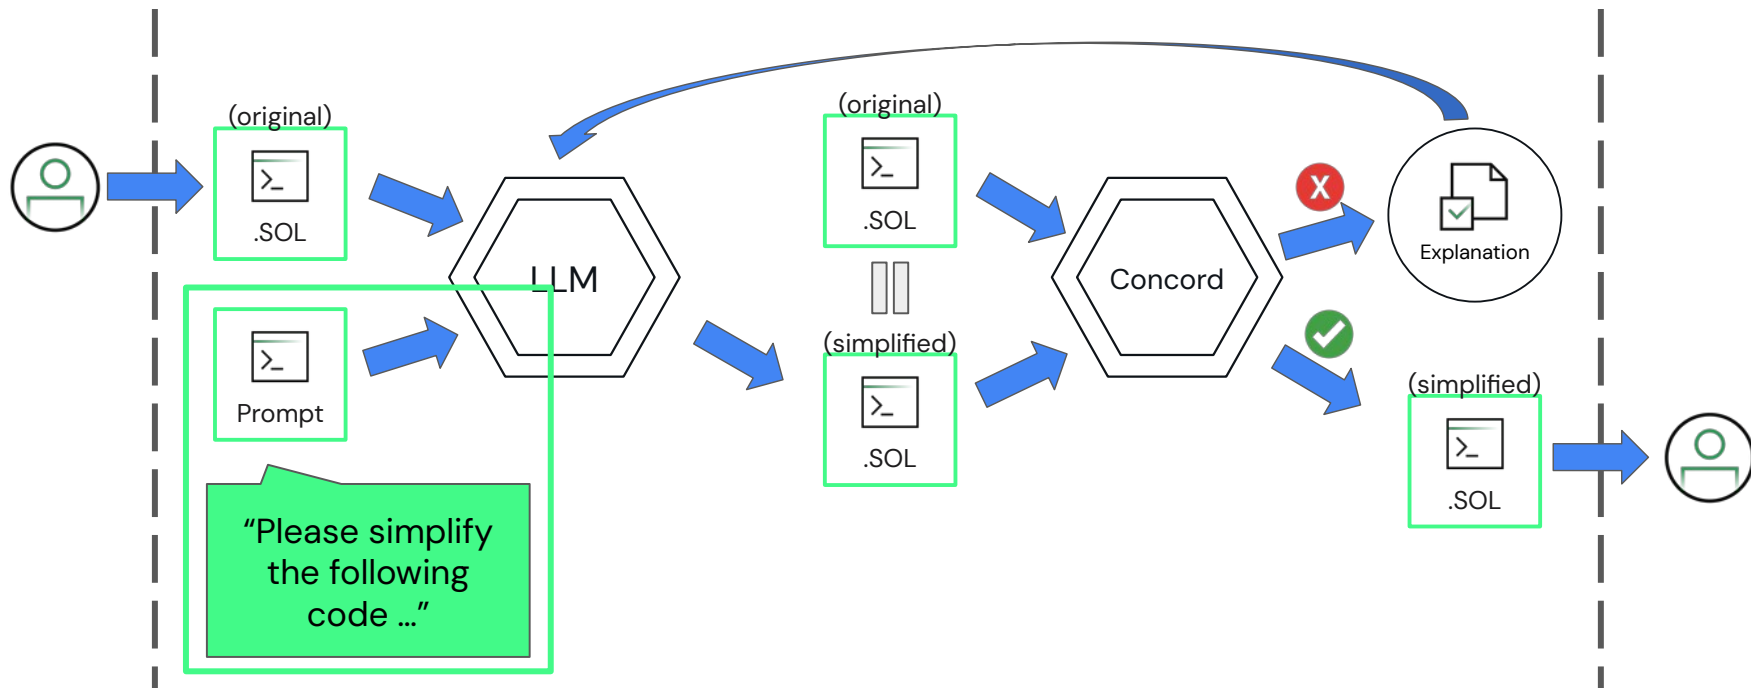 (original)
>_
.SOL
>_
Prompt
“Please simplify
the following
code ...”
LLM
(original)
>_
.SOL
(simplified)
>_
.SOL
Concord
X
Explanation
(simplified)
>_
.SOL